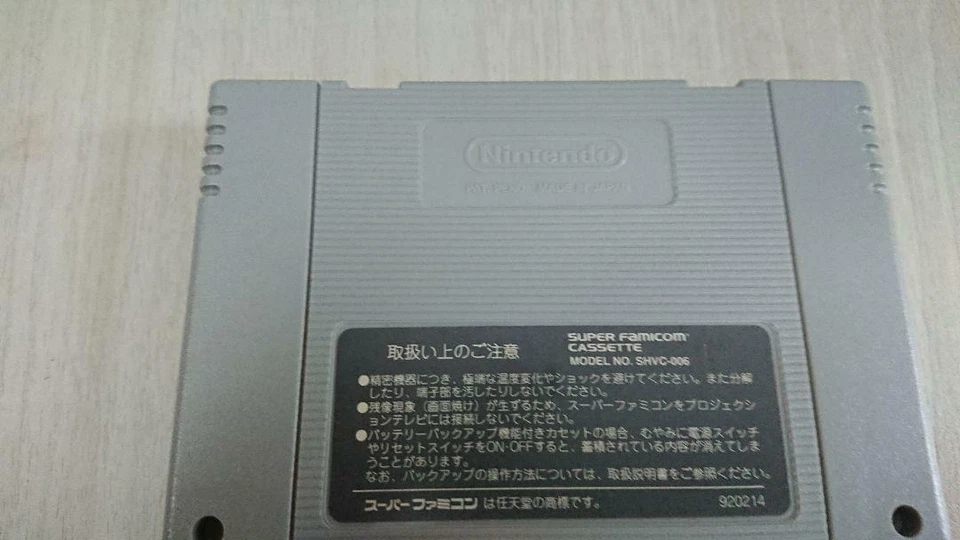 Nintendo
PAT. PEND. MADE IN JAPAN
取扱い上のご注意
SUPER Famicom
CASSETTE
MODEL NO. SHVC-006
●精密機器につき、極端な温度変化やショックを避けてください。また分解
したり、端子部を汚したりしないでください。
●残像現象（画面焼け）が生ずるため、スーパーファミコンをプロジェクシ
ョンテレビには接続しないでください。
●バッテリーバックアップ機能付きカセットの場合、むやみに電源スイッチ
やリセットスイッチをON・OFFすると、蓄積されている内容が消えてしま
うことがあります。
なお、バックアップの操作方法については、取扱説明書をご参照ください。
スーパーファミコンは任天堂の商標です。
920214